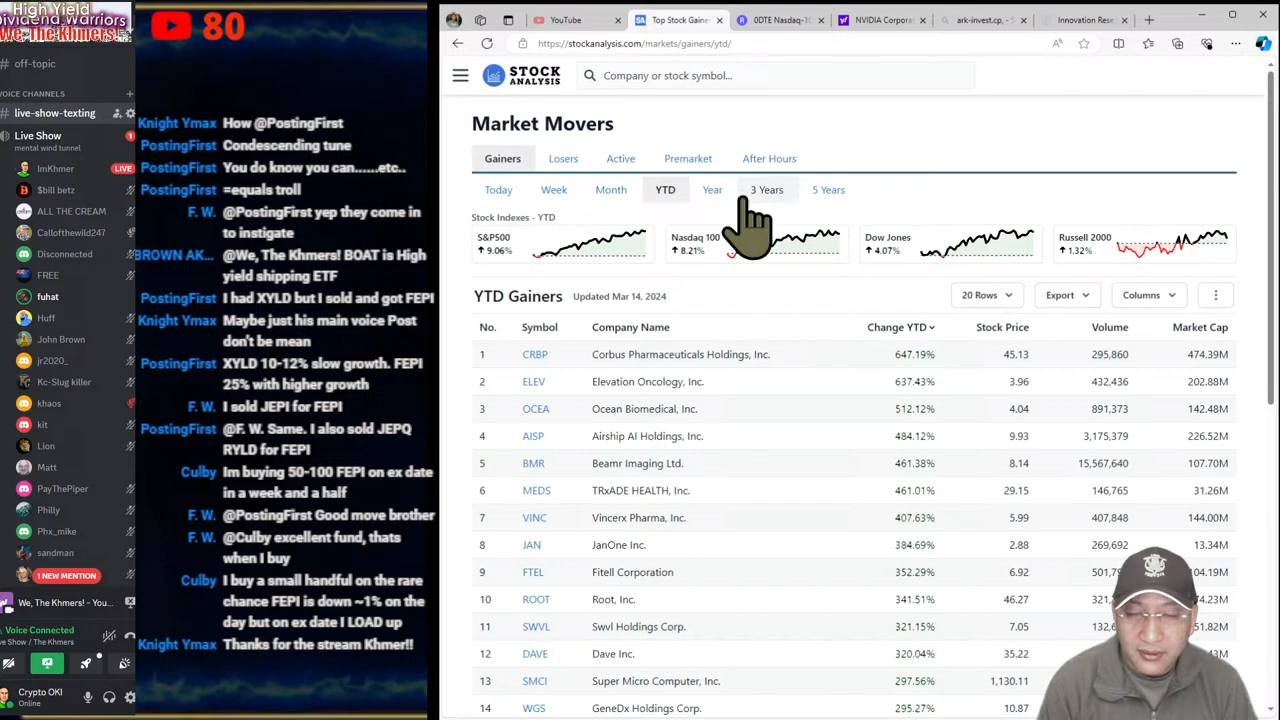 High Yield
Dividend Warriors
We, The Khmers!
off-topic
VOICE CHANNELS
live-show-texting
Live Show
1
mental wind tunnel
ImKhmer
LIVE
$bill betz
ALL THE CREAM
Callofthewild247
Disconnected
FREE
fuhat
Huff
John Brown
jr2020_
Kc-Slug killer
khaos
kit
Lion
Matt
PayThePiper
Philly
Phx_mike
sandman
1 NEW MENTION
We, The Khmers! - You...
Voice Connected
ve Show / The Khmers
Crypto OKI
Online
80
Knight Ymax How @PostingFirst
PostingFirst Condescending tune
PostingFirst You do know you can......etc..
PostingFirst =equals troll
F. W. @PostingFirst yep they come in
to instigate
BROWN AK... @We, The Khmers! BOAT is High
yield shipping ETF
PostingFirst I had XYLD but I sold and got FEPI
Knight Ymax Maybe just his main voice Post
don't be mean
PostingFirst XYLD 10-12% slow growth. FEPI
25% with higher growth
F. W. I sold JEPI for FEPI
PostingFirst @F. W. Same. I also sold JEPQ
RYLD for FEPI
Culby Im buying 50-100 FEPI on ex date
in a week and a half
F. W. @PostingFirst Good move brother
F. W. @Culby excellent fund, thats
when I buy
Culby I buy a small handful on the rare
chance FEPI is down ~1% on the
day but on ex date I LOAD up
Knight Ymax Thanks for the stream Khmer!!
YouTube
Top Stock Gaine
0DTE Nasdaq-10
NVIDIA Corpora
ark-invest.cp, - S
Innovation Rese
https://stockanalysis.com/markets/gainers/ytd/
STOCK
ANALYSIS
Company or stock symbol...
Market Movers
Gainers Losers Active Premarket After Hours
Today Week Month YTD Year 3 Years 5 Years
Stock Indexes - YTD
S&P500
9.06%
Nasdaq 100
8.21%
Dow Jones
4.07%
Russell 2000
1.32%
YTD Gainers Updated Mar 14, 2024
20 Rows Export Columns
No. Symbol Company Name Change YTD Stock Price Volume Market Cap
1 CRBP Corbus Pharmaceuticals Holdings, Inc. 647.19% 45.13 295,860 474.39M
2 ELEV Elevation Oncology, Inc. 637.43% 3.96 432,436 202.88M
3 OCEA Ocean Biomedical, Inc. 512.12% 4.04 891,373 142.48M
4 AISP Airship AI Holdings, Inc. 484.12% 9.93 3,175,379 226.52M
5 BMR Beamr Imaging Ltd. 461.38% 8.14 15,567,640 107.70M
6 MEDS TRxADE HEALTH, Inc. 461.01% 29.15 146,765 31.26M
7 VINC Vincerx Pharma, Inc. 407.63% 5.99 407,848 144.00M
8 JAN JanOne Inc. 384.69% 2.88 269,692 13.34M
9 FTEL Fitell Corporation 352.29% 6.92 501,7 04.19M
10 ROOT Root, Inc. 341.51% 46.27 321, 74.23M
11 SWVL Swvl Holdings Corp. 321.15% 7.05 132,6 51.82M
12 DAVE Dave Inc. 320.04% 35.22
13 SMCI Super Micro Computer, Inc. 297.56% 1,130.11
14 WGS GeneDx Holdings Corp. 295.27% 10.87